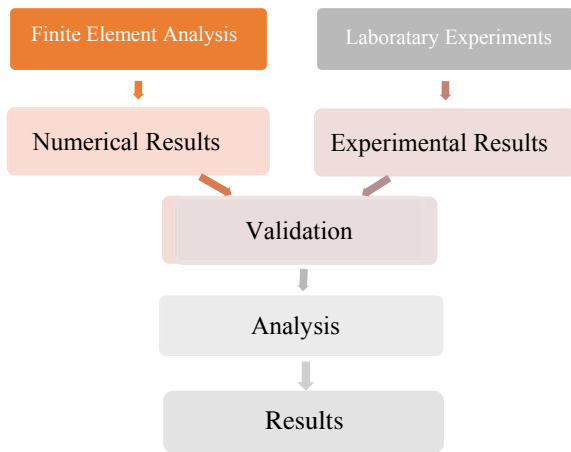 Finite Element Analysis
Laboratary Experiments
Numerical Results
Experimental Results
Validation
Analysis
Results